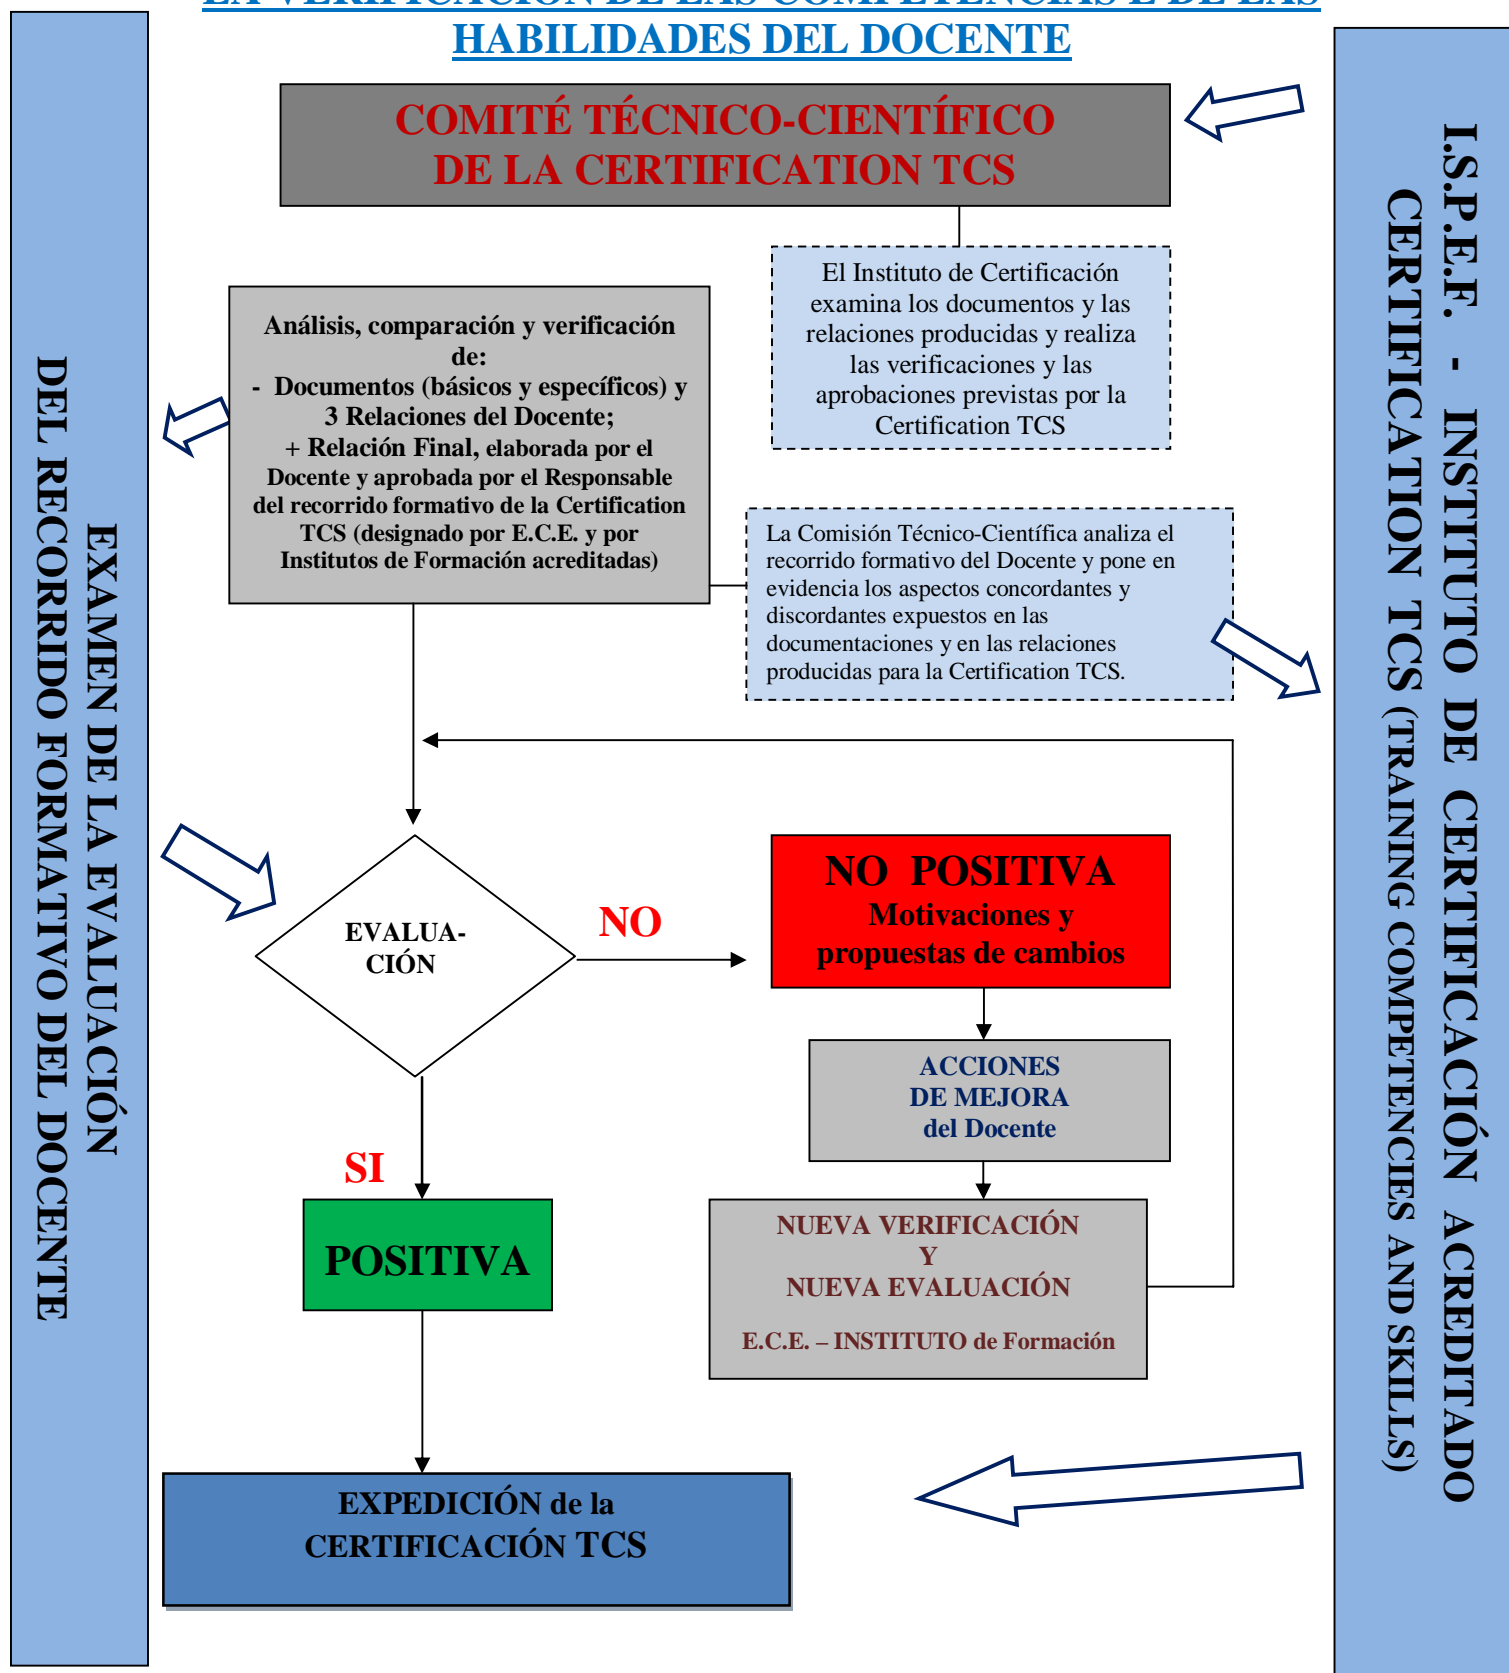 LA VERIFICACIÓN DE LAS COMPETENCIAS E DE LAS
HABILIDADES DEL DOCENTE
COMITÉ TÉCNICO-CIENTÍFICO
DE LA CERTIFICATION TCS
El Instituto de Certificación
examina los documentos y las
relaciones producidas y realiza
las verificaciones y las
aprobaciones previstas por la
Certification TCS
Análisis, comparación y verificación
de:
- Documentos (básicos y específicos) y
3 Relaciones del Docente;
+ Relación Final, elaborada por el
Docente y aprobada por el Responsable
del recorrido formativo de la Certification
TCS (designado por E.C.E. y por
Institutos de Formación acreditadas)
La Comisión Técnico-Científica analiza el
recorrido formativo del Docente y pone en
evidencia los aspectos concordantes y
discordantes expuestos en las
documentaciones y en las relaciones
producidas para la Certification TCS.
EVALUA-
CIÓN
NO
NO POSITIVA
Motivaciones y
propuestas de cambios
ACCIONES
DE MEJORA
del Docente
SI
POSITIVA
NUEVA VERIFICACIÓN
Y
NUEVA EVALUACIÓN
E.C.E. – INSTITUTO de Formación
EXPEDICIÓN de la
CERTIFICACIÓN TCS
EXAMEN DE LA EVALUACIÓN
DEL RECORRIDO FORMATIVO DEL DOCENTE
I.S.P.E.F. - INSTITUTO DE CERTIFICACIÓN ACREDITADO
CERTIFICATION TCS (TRAINING COMPETENCIES AND SKILLS)